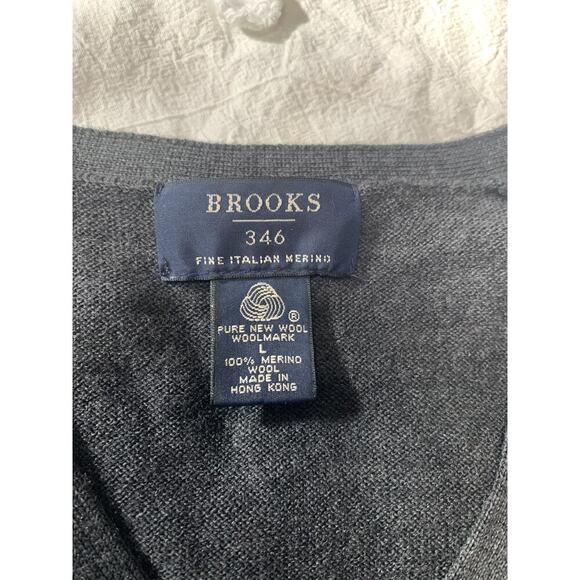 BROOKS
346
FINE ITALIAN MERINO
®
PURE NEW WOOL
WOOLMARK
L
100% MERINO
WOOL
MADE IN
HONG KONG